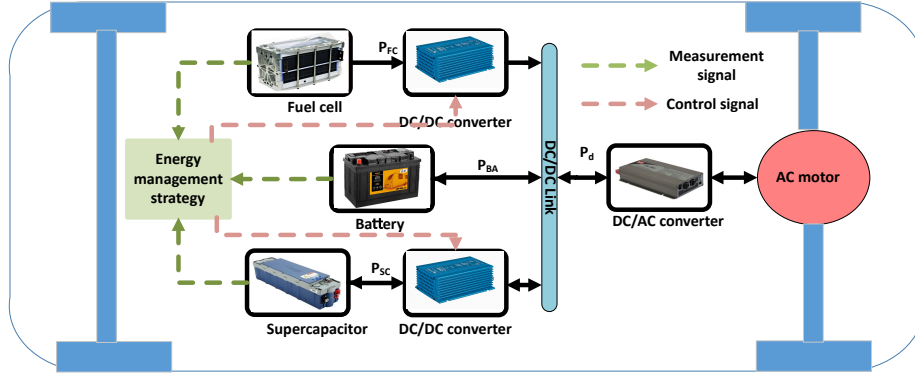 P_FC
Measurement
signal
Fuel cell
Control signal
DC/DC converter
Energy
management
strategy
P_BA
DC/DC Link
P_d
AC motor
Battery
DC/AC converter
P_SC
Supercapacitor
DC/DC converter